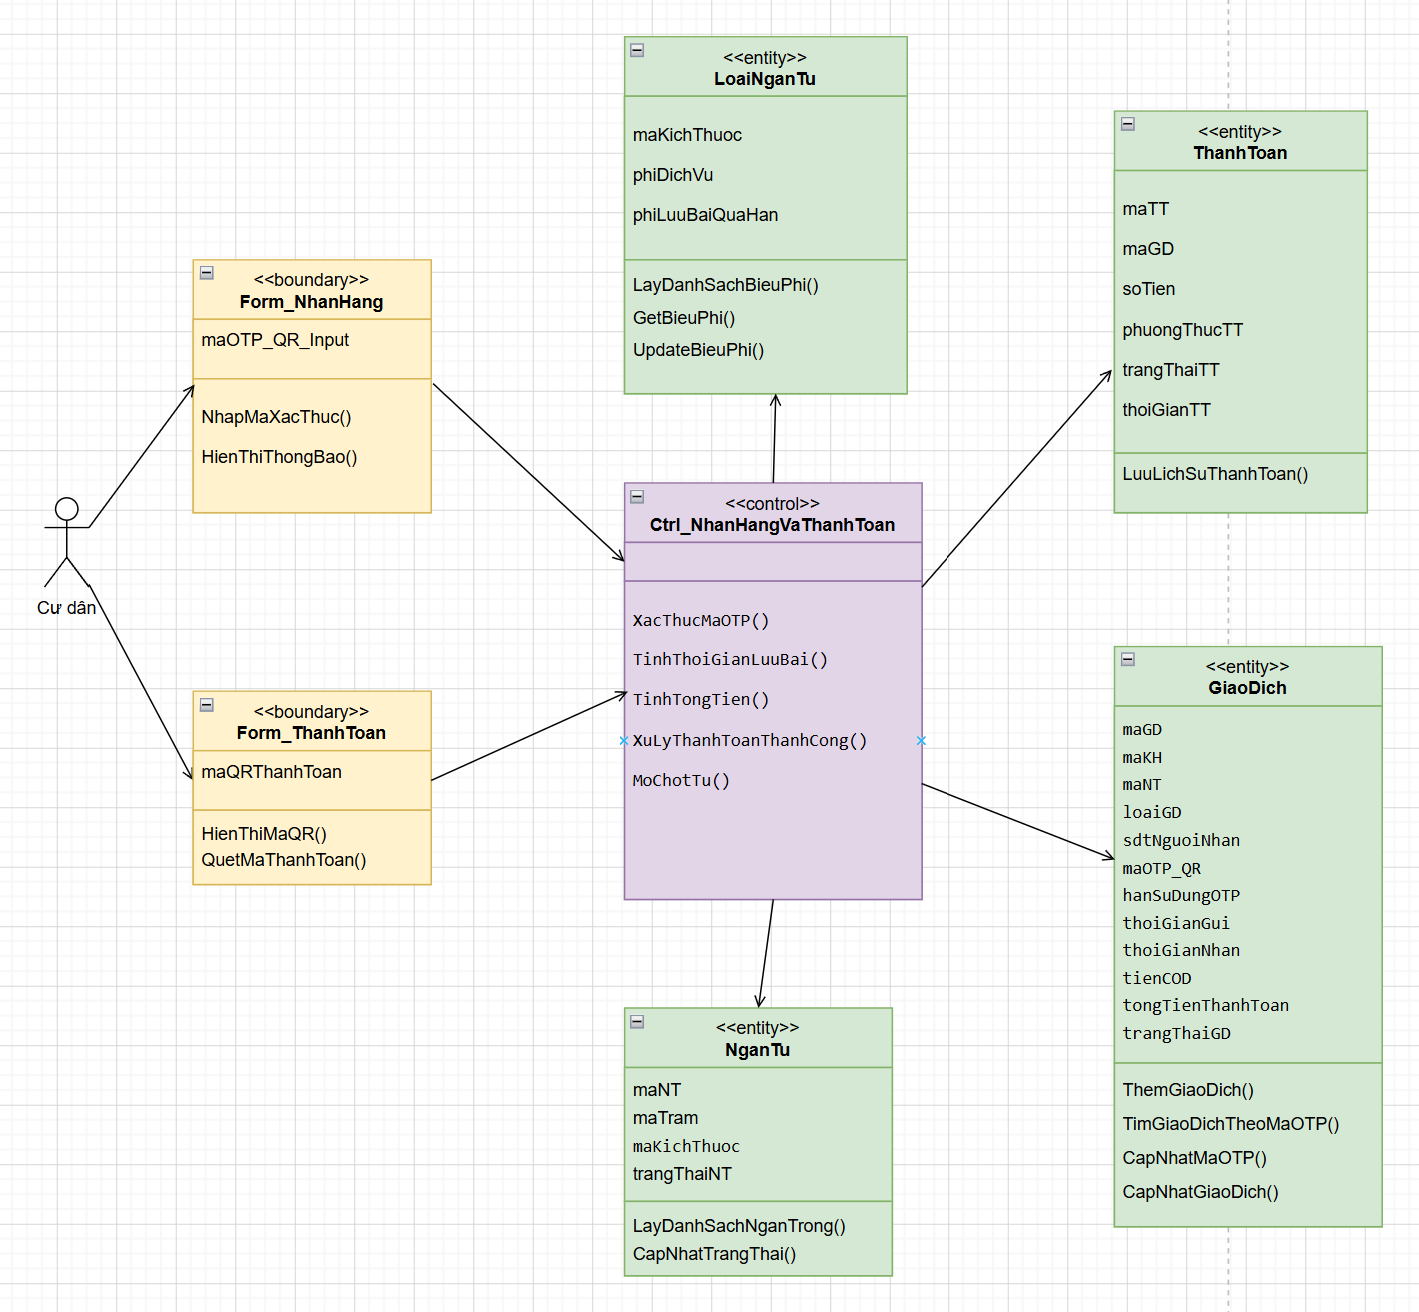 <<entity>>
LoaiNganTu
maKichThuoc
phiDichVu
phiLuuBaiQuaHan
LayDanhSachBieuPhi()
GetBieuPhi()
UpdateBieuPhi()
<<entity>>
ThanhToan
maTT
maGD
soTien
phuongThucTT
trangThaiTT
thoiGianTT
LuuLichSuThanhToan()
<<boundary>>
Form_NhanHang
maOTP_QR_Input
NhapMaXacThuc()
HienThiThongBao()
Cư dân
<<control>>
Ctrl_NhanHangVaThanhToan
XacThucMaOTP()
TinhThoiGianLuuBai()
TinhTongTien()
XuLyThanhToanThanhCong()
MoChotTu()
<<boundary>>
Form_ThanhToan
maQRThanhToan
HienThiMaQR()
QuetMaThanhToan()
<<entity>>
GiaoDich
maGD
maKH
maNT
loaiGD
sdtNguoiNhan
maOTP_QR
hanSuDungOTP
thoiGianGui
thoiGianNhan
tienCOD
tongTienThanhToan
trangThaiGD
ThemGiaoDich()
TimGiaoDichTheoMaOTP()
CapNhatMaOTP()
CapNhatGiaoDich()
<<entity>>
NganTu
maNT
maTram
maKichThuoc
trangThaiNT
LayDanhSachNganTrong()
CapNhatTrangThai()